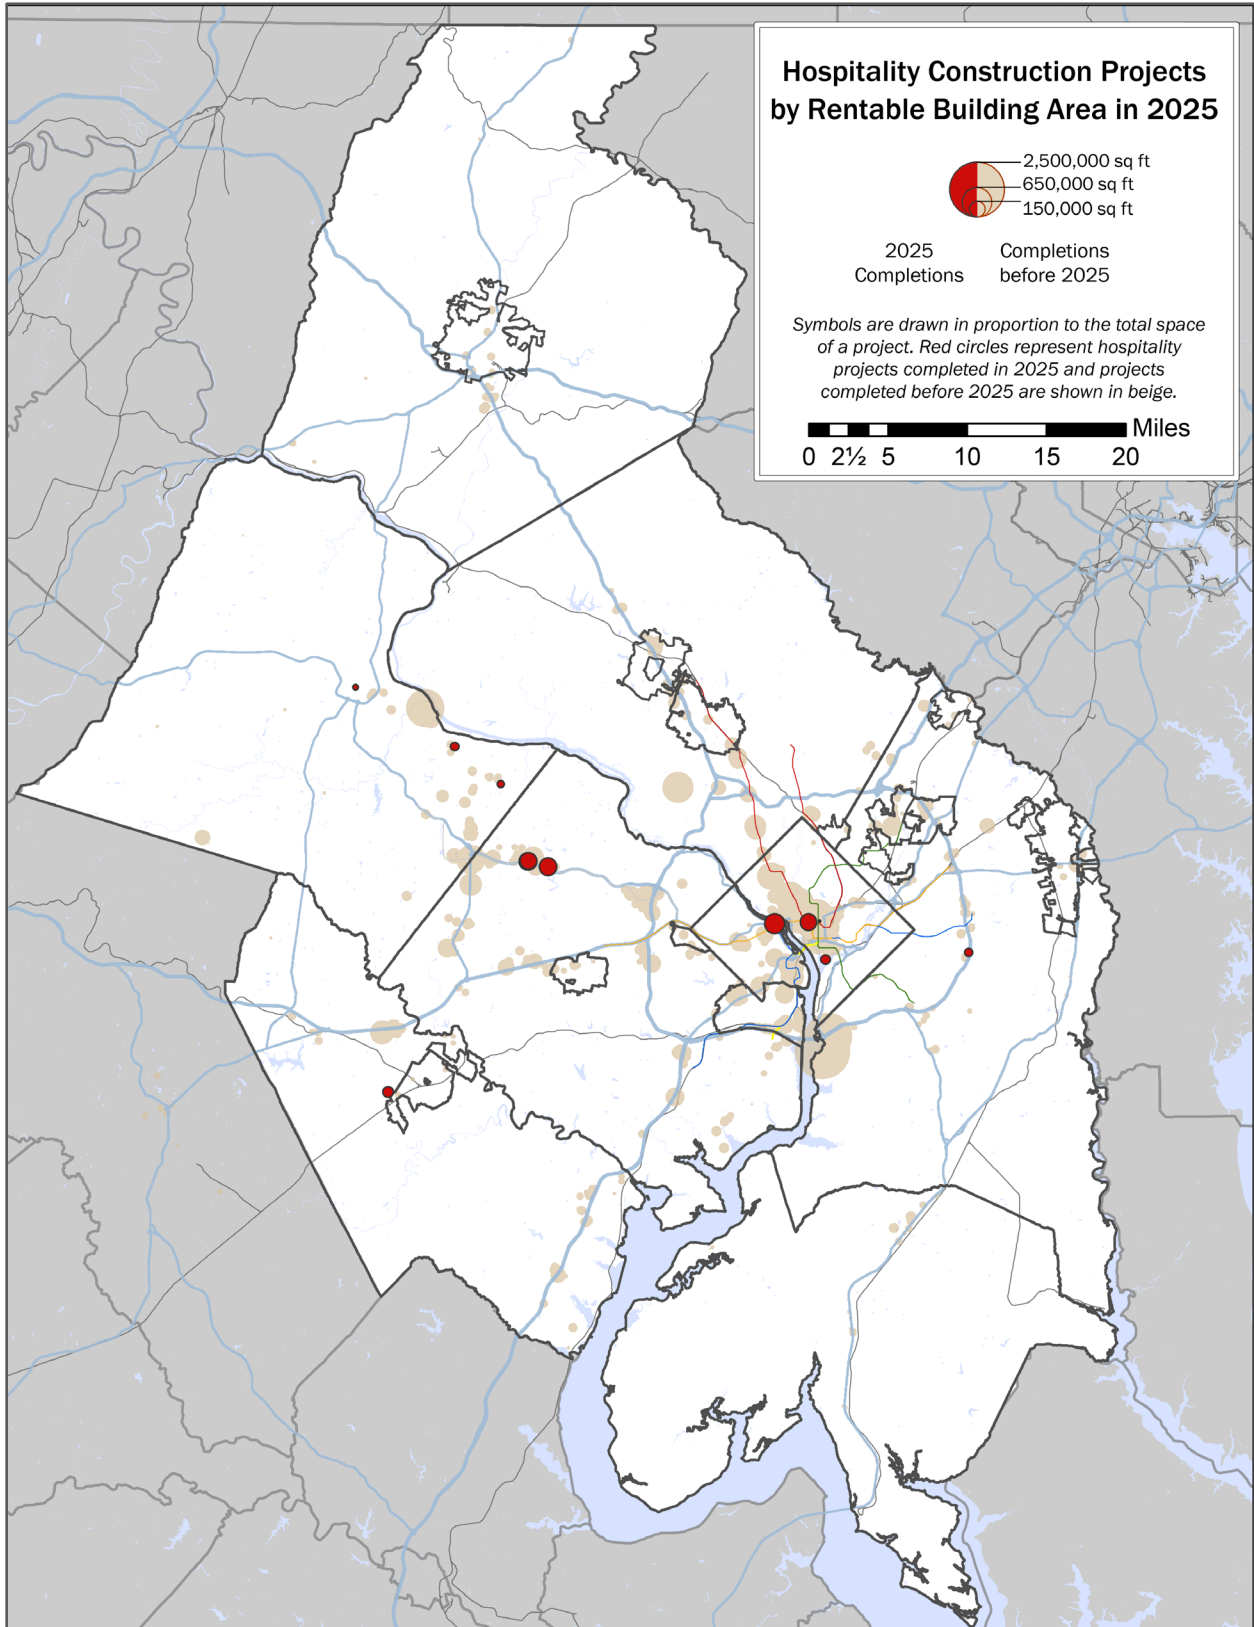 Hospitality Construction Projects
by Rentable Building Area in 2025
2,500,000 sq ft
650,000 sq ft
150,000 sq ft
2025
Completions
Completions
before 2025
Symbols are drawn in proportion to the total space
of a project. Red circles represent hospitality
projects completed in 2025 and projects
completed before 2025 are shown in beige.
Miles
0 2½ 5 10 15 20